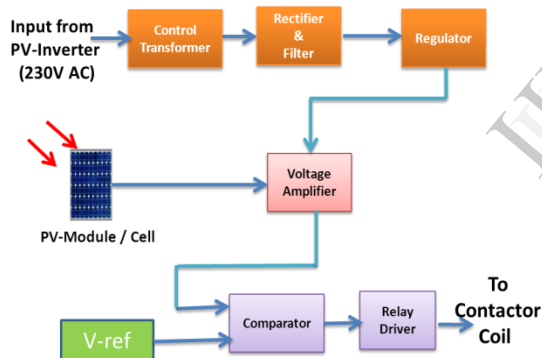 Input from
PV-Inverter
(230V AC)
Control
Transformer
Rectifier
&
Filter
Regulator
Voltage
Amplifier
PV-Module / Cell
V-ref
Comparator
Relay
Driver
To
Contactor
Coil